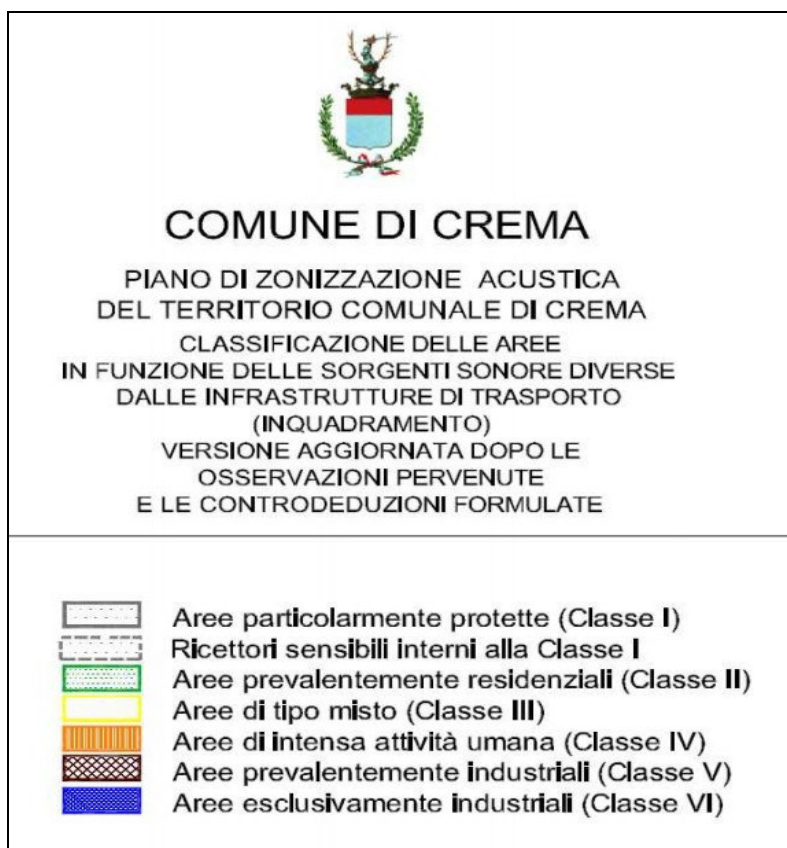 COMUNE DI CREMA
PIANO DI ZONIZZAZIONE ACUSTICA
DEL TERRITORIO COMUNALE DI CREMA
CLASSIFICAZIONE DELLE AREE
IN FUNZIONE DELLE SORGENTI SONORE DIVERSE
DALLE INFRASTRUTTURE DI TRASPORTO
(INQUADRAMENTO)
VERSIONE AGGIORNATA DOPO LE
OSSERVAZIONI PERVENUTE
E LE CONTRODEDUZIONI FORMULATE
Aree particolarmente protette (Classe I)
Ricettori sensibili interni alla Classe I
Aree prevalentemente residenziali (Classe II)
Aree di tipo misto (Classe III)
Aree di intensa attività umana (Classe IV)
Aree prevalentemente industriali (Classe V)
Aree esclusivamente industriali (Classe VI)